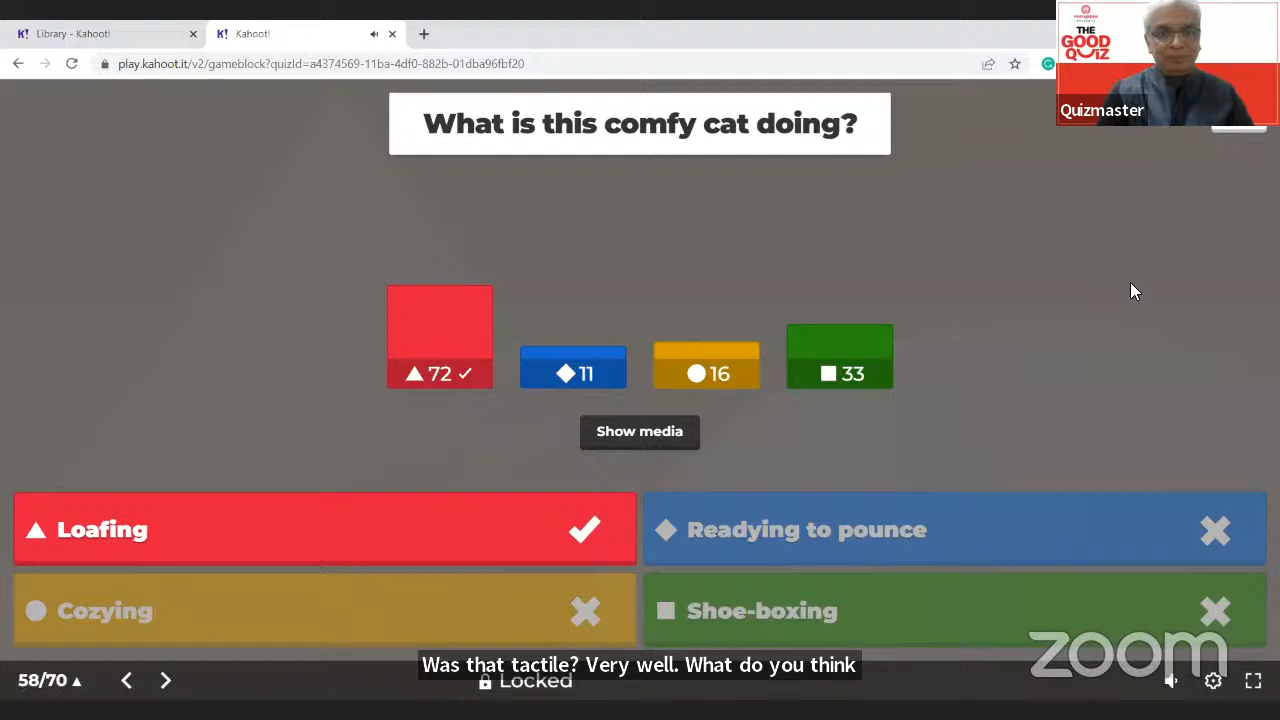 Library - Kahoot!
Kahoot!
play.kahoot.it/v2/gameblock?quizId=a4374569-
-882b-01dba96fbf20
THE
GOOD
QUIZ
Quizmaster
What is this comfy cat doing?
72
11
16
33
Show media
Loafing
Readying to pounce
Cozying
Shoe-boxing
zoom
Was that tactile? Very well. What do you think
58/70
Locked